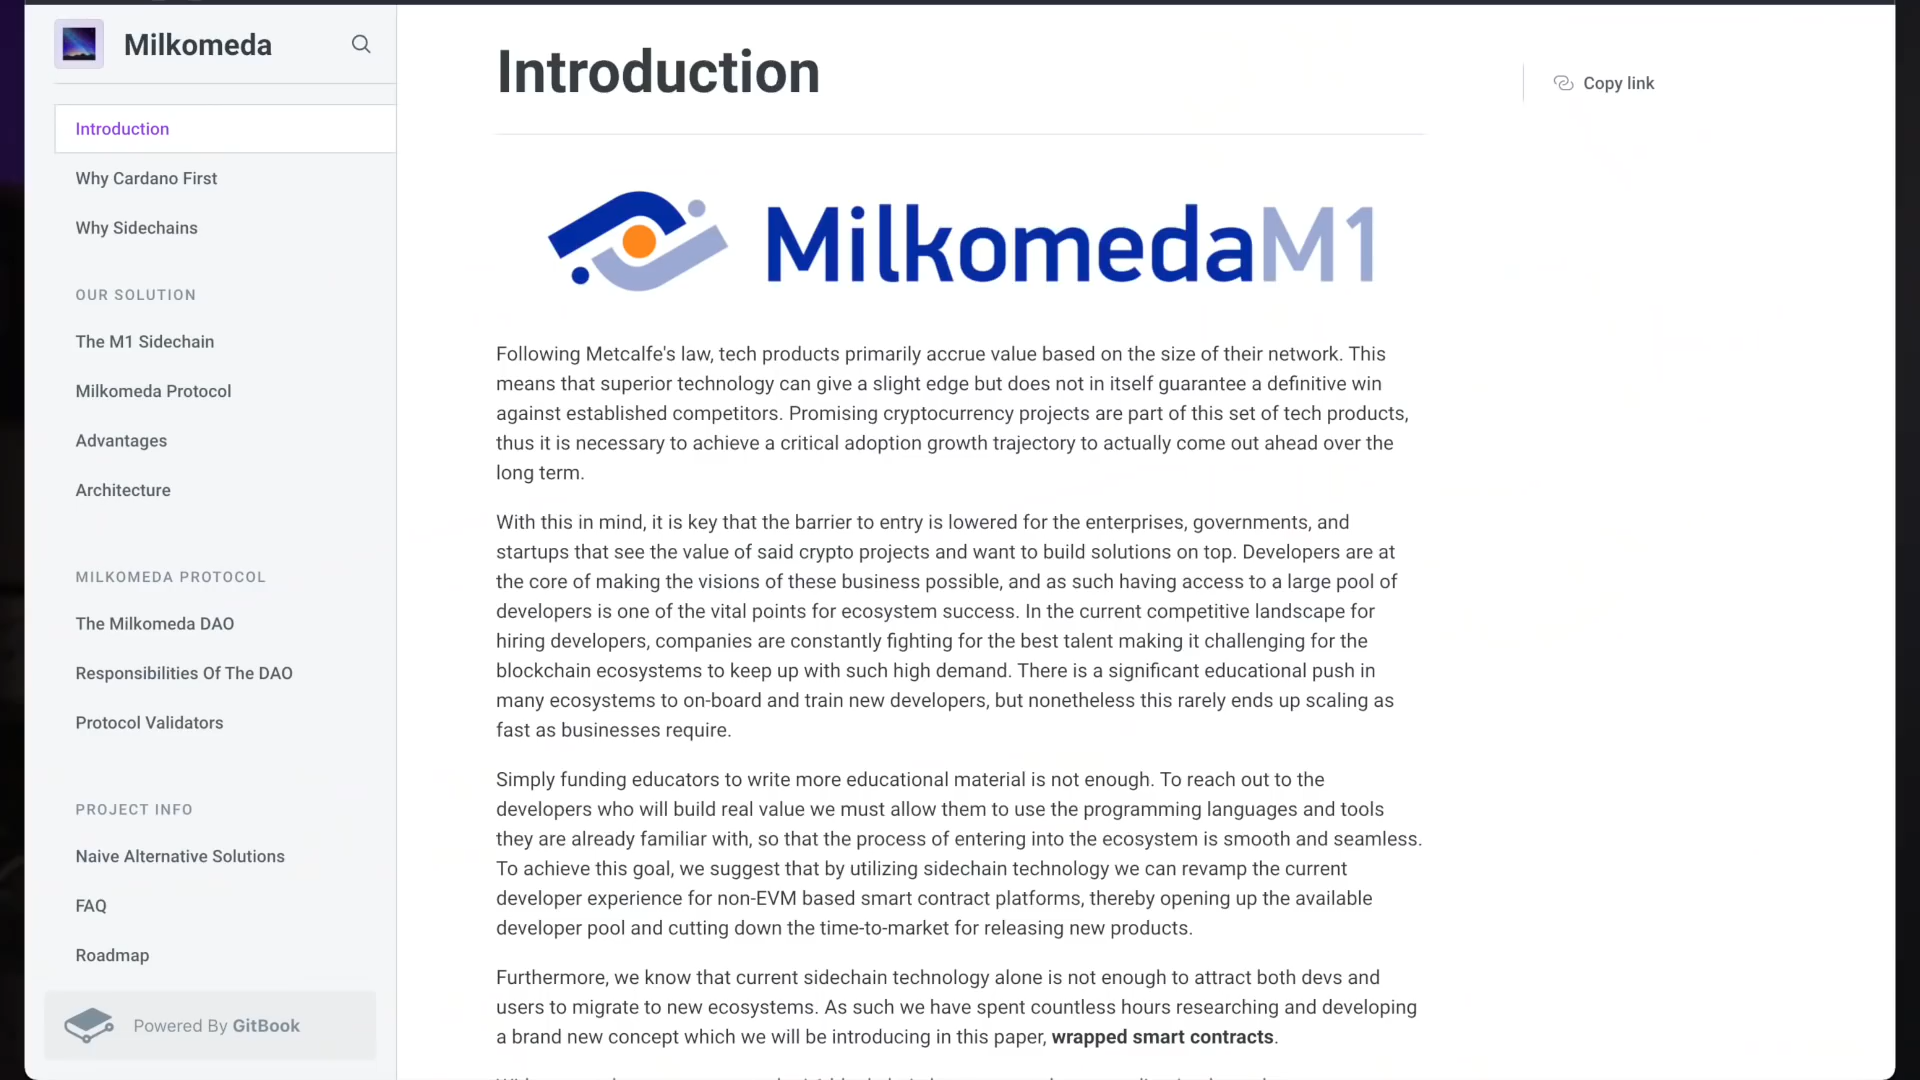 Milkomeda
Introduction
Why Cardano First
Why Sidechains
OUR SOLUTION
The M1 Sidechain
Milkomeda Protocol
Advantages
Architecture
MILKOMEDA PROTOCOL
The Milkomeda DAO
Responsibilities Of The DAO
Protocol Validators
PROJECT INFO
Naive Alternative Solutions
FAQ
Roadmap
Powered By GitBook
Introduction
Copy link
MilkomedaM1
Following Metcalfe's law, tech products primarily accrue value based on the size of their network. This
means that superior technology can give a slight edge but does not in itself guarantee a definitive win
against established competitors. Promising cryptocurrency projects are part of this set of tech products,
thus it is necessary to achieve a critical adoption growth trajectory to actually come out ahead over the
long term.
With this in mind, it is key that the barrier to entry is lowered for the enterprises, governments, and
startups that see the value of said crypto projects and want to build solutions on top. Developers are at
the core of making the visions of these business possible, and as such having access to a large pool of
developers is one of the vital points for ecosystem success. In the current competitive landscape for
hiring developers, companies are constantly fighting for the best talent making it challenging for the
blockchain ecosystems to keep up with such high demand. There is a significant educational push in
many ecosystems to on-board and train new developers, but nonetheless this rarely ends up scaling as
fast as businesses require.
Simply funding educators to write more educational material is not enough. To reach out to the
developers who will build real value we must allow them to use the programming languages and tools
they are already familiar with, so that the process of entering into the ecosystem is smooth and seamless.
To achieve this goal, we suggest that by utilizing sidechain technology we can revamp the current
developer experience for non-EVM based smart contract platforms, thereby opening up the available
developer pool and cutting down the time-to-market for releasing new products.
Furthermore, we know that current sidechain technology alone is not enough to attract both devs and
users to migrate to new ecosystems. As such we have spent countless hours researching and developing
a brand new concept which we will be introducing in this paper, wrapped smart contracts.